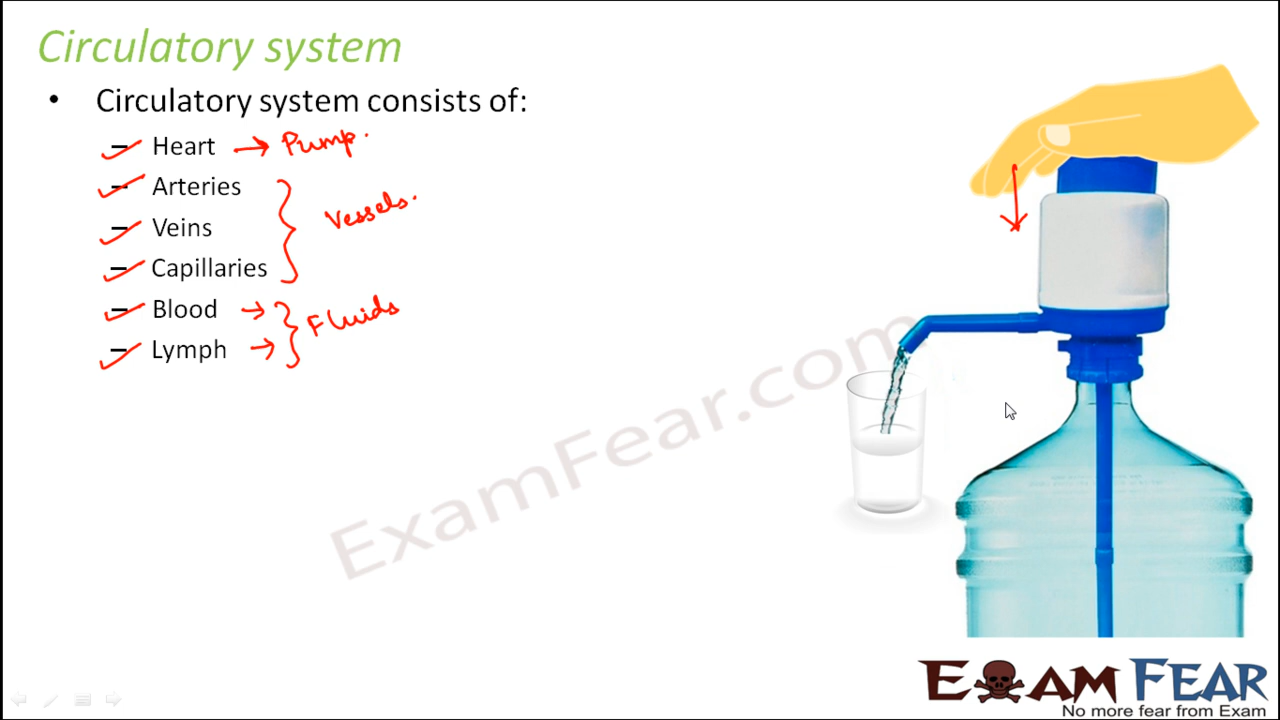 Circulatory system
• Circulatory system consists of:
– Heart → Pump.
– Arteries
– Veins
Vessels.
– Capillaries
– Blood →
Fluids
– Lymph →
ExamFear.com
EXAM FEAR
No more fear from Exam